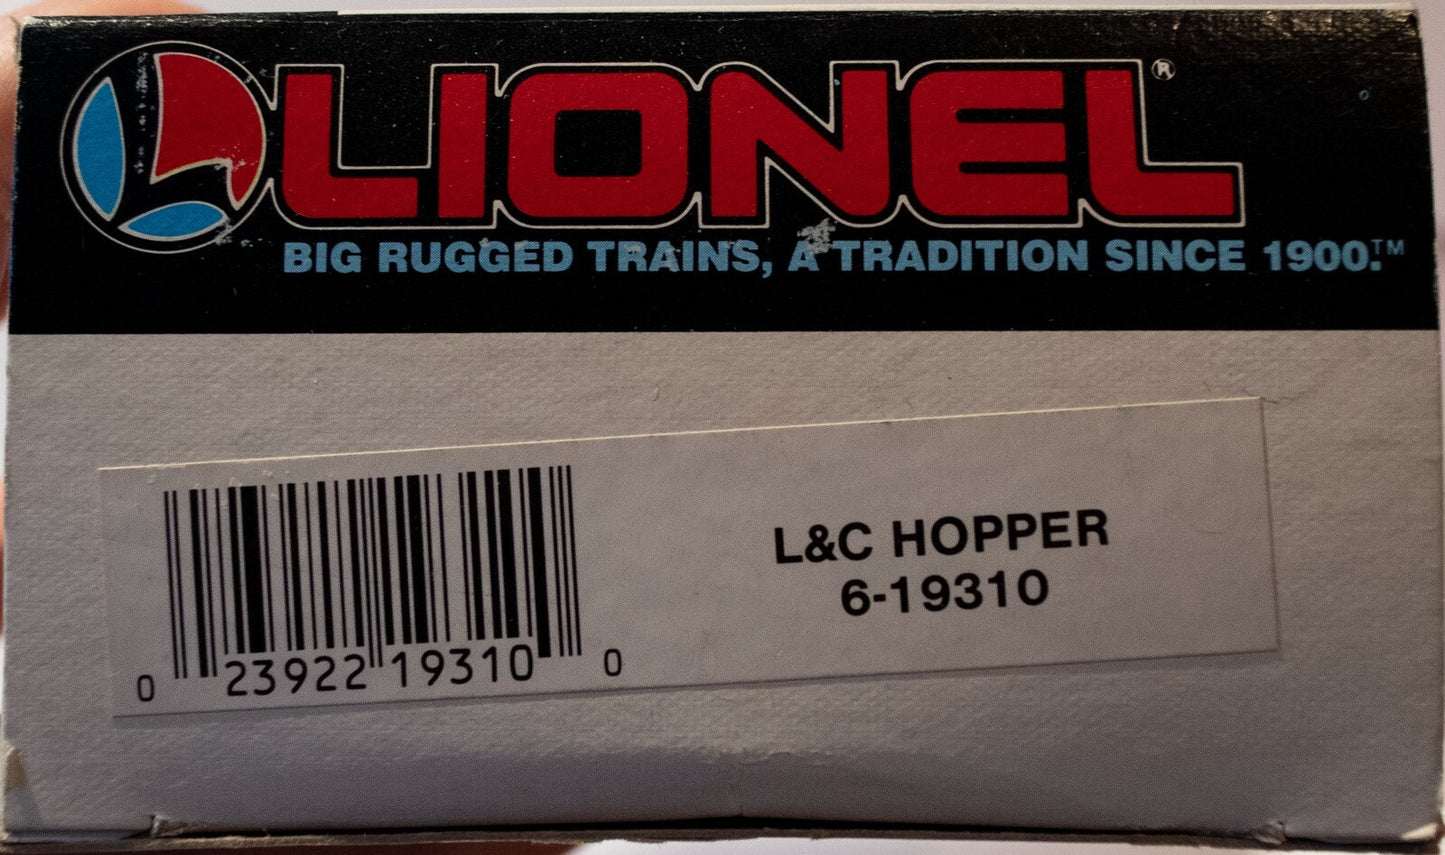 LIONEL®
BIG RUGGED TRAINS, A TRADITION SINCE 1900.™
L&C HOPPER
6-19310
0 23922 19310 0